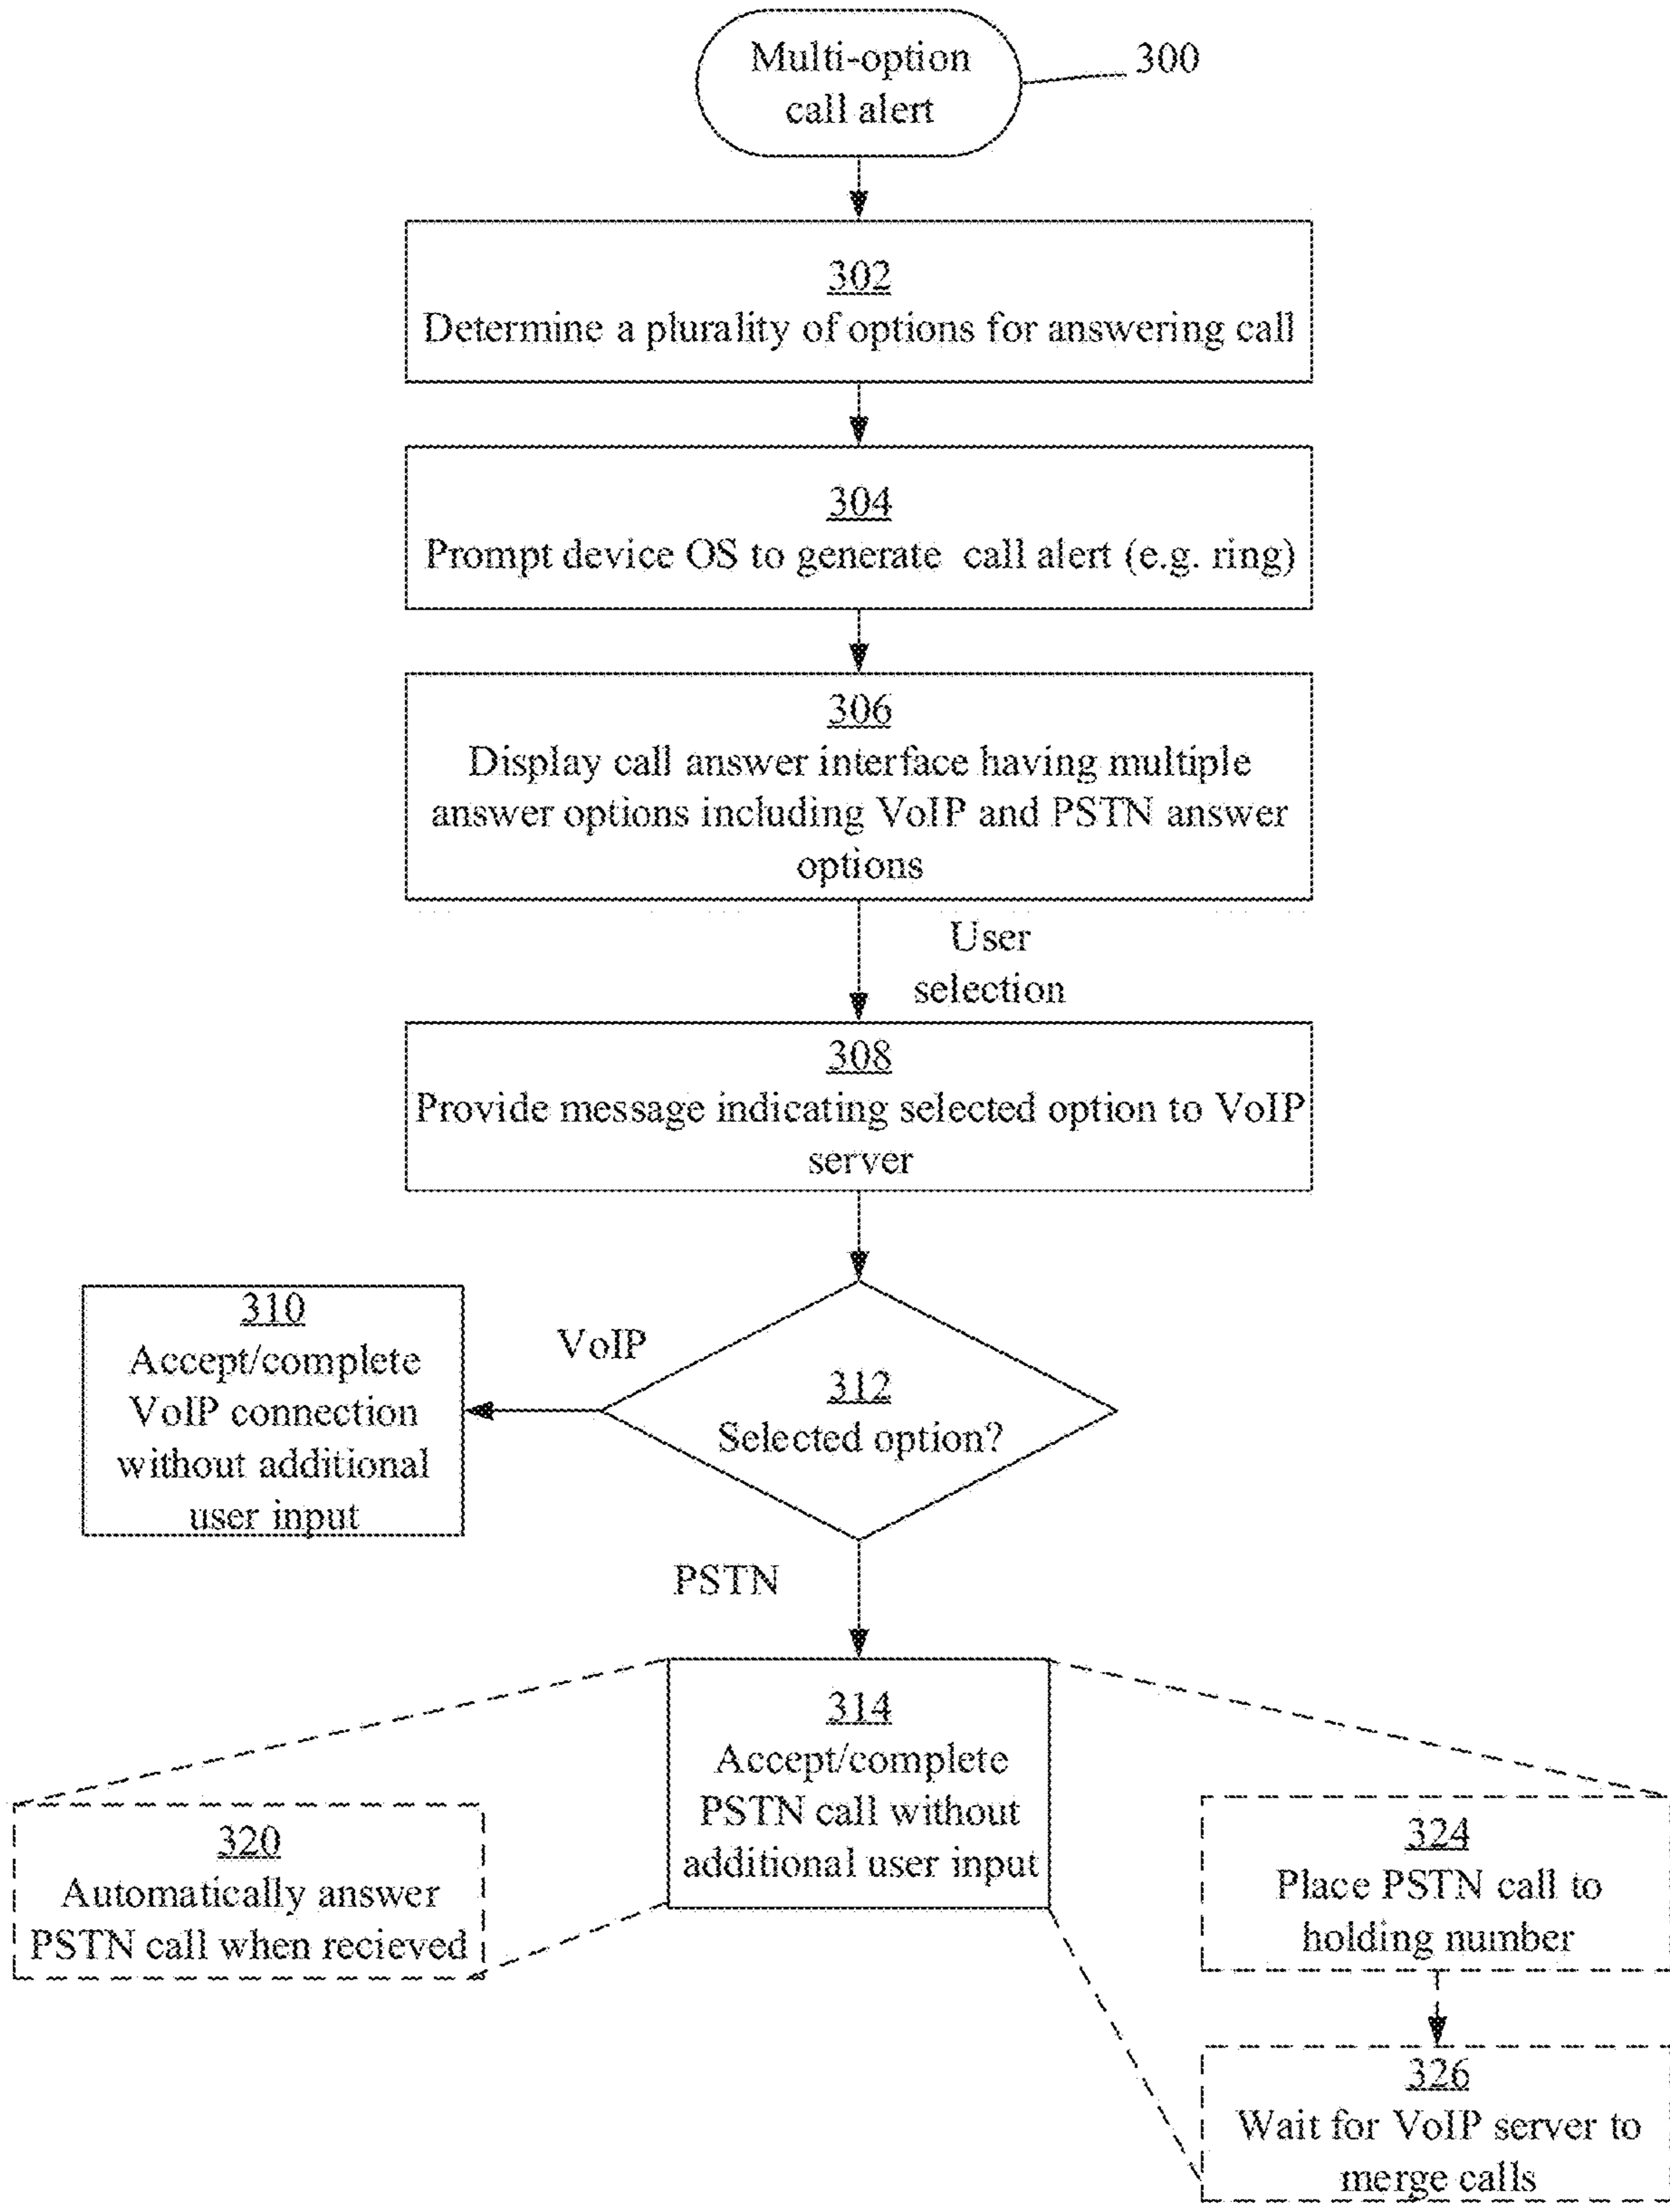 Multi-option
call alert
300
302
Determine a plurality of options for answering call
304
Prompt device OS to generate call alert (e.g. ring)
306
Display call answer interface having multiple
answer options including VoIP and PSTN answer
options
User
selection
308
Provide message indicating selected option to VoIP
server
310
Accept/complete
VoIP connection
without additional
user input
VoIP
312
Selected option?
PSTN
314
Accept/complete
PSTN call without
additional user input
320
Automatically answer
PSTN call when recieved
324
Place PSTN call to
holding number
326
Wait for VoIP server to
merge calls